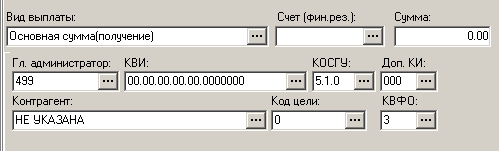 Вид выплаты: Счет (фин.рез.): Сумма:
Основная сумма(получение) ... ... 0.00
Гл. администратор: КВИ: КОСГУ: Доп. КИ:
499 ... 00.00.00.00.00.0000000 ... 5.1.0 ... 000 ...
Контрагент: Код цели: КВФО:
НЕ УКАЗАНА ... 0 ... 3 ...